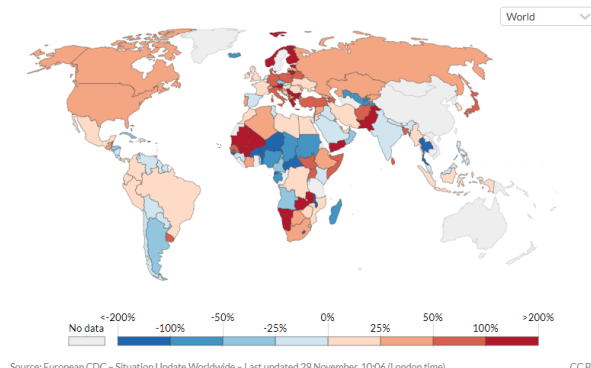 World
<-200% -50% 0% 50% >200%
No data -100% -25% 25% 100%
Source: European CDC – Situation Update Worldwide – Last updated 29 November, 10:06 (London time) CC B